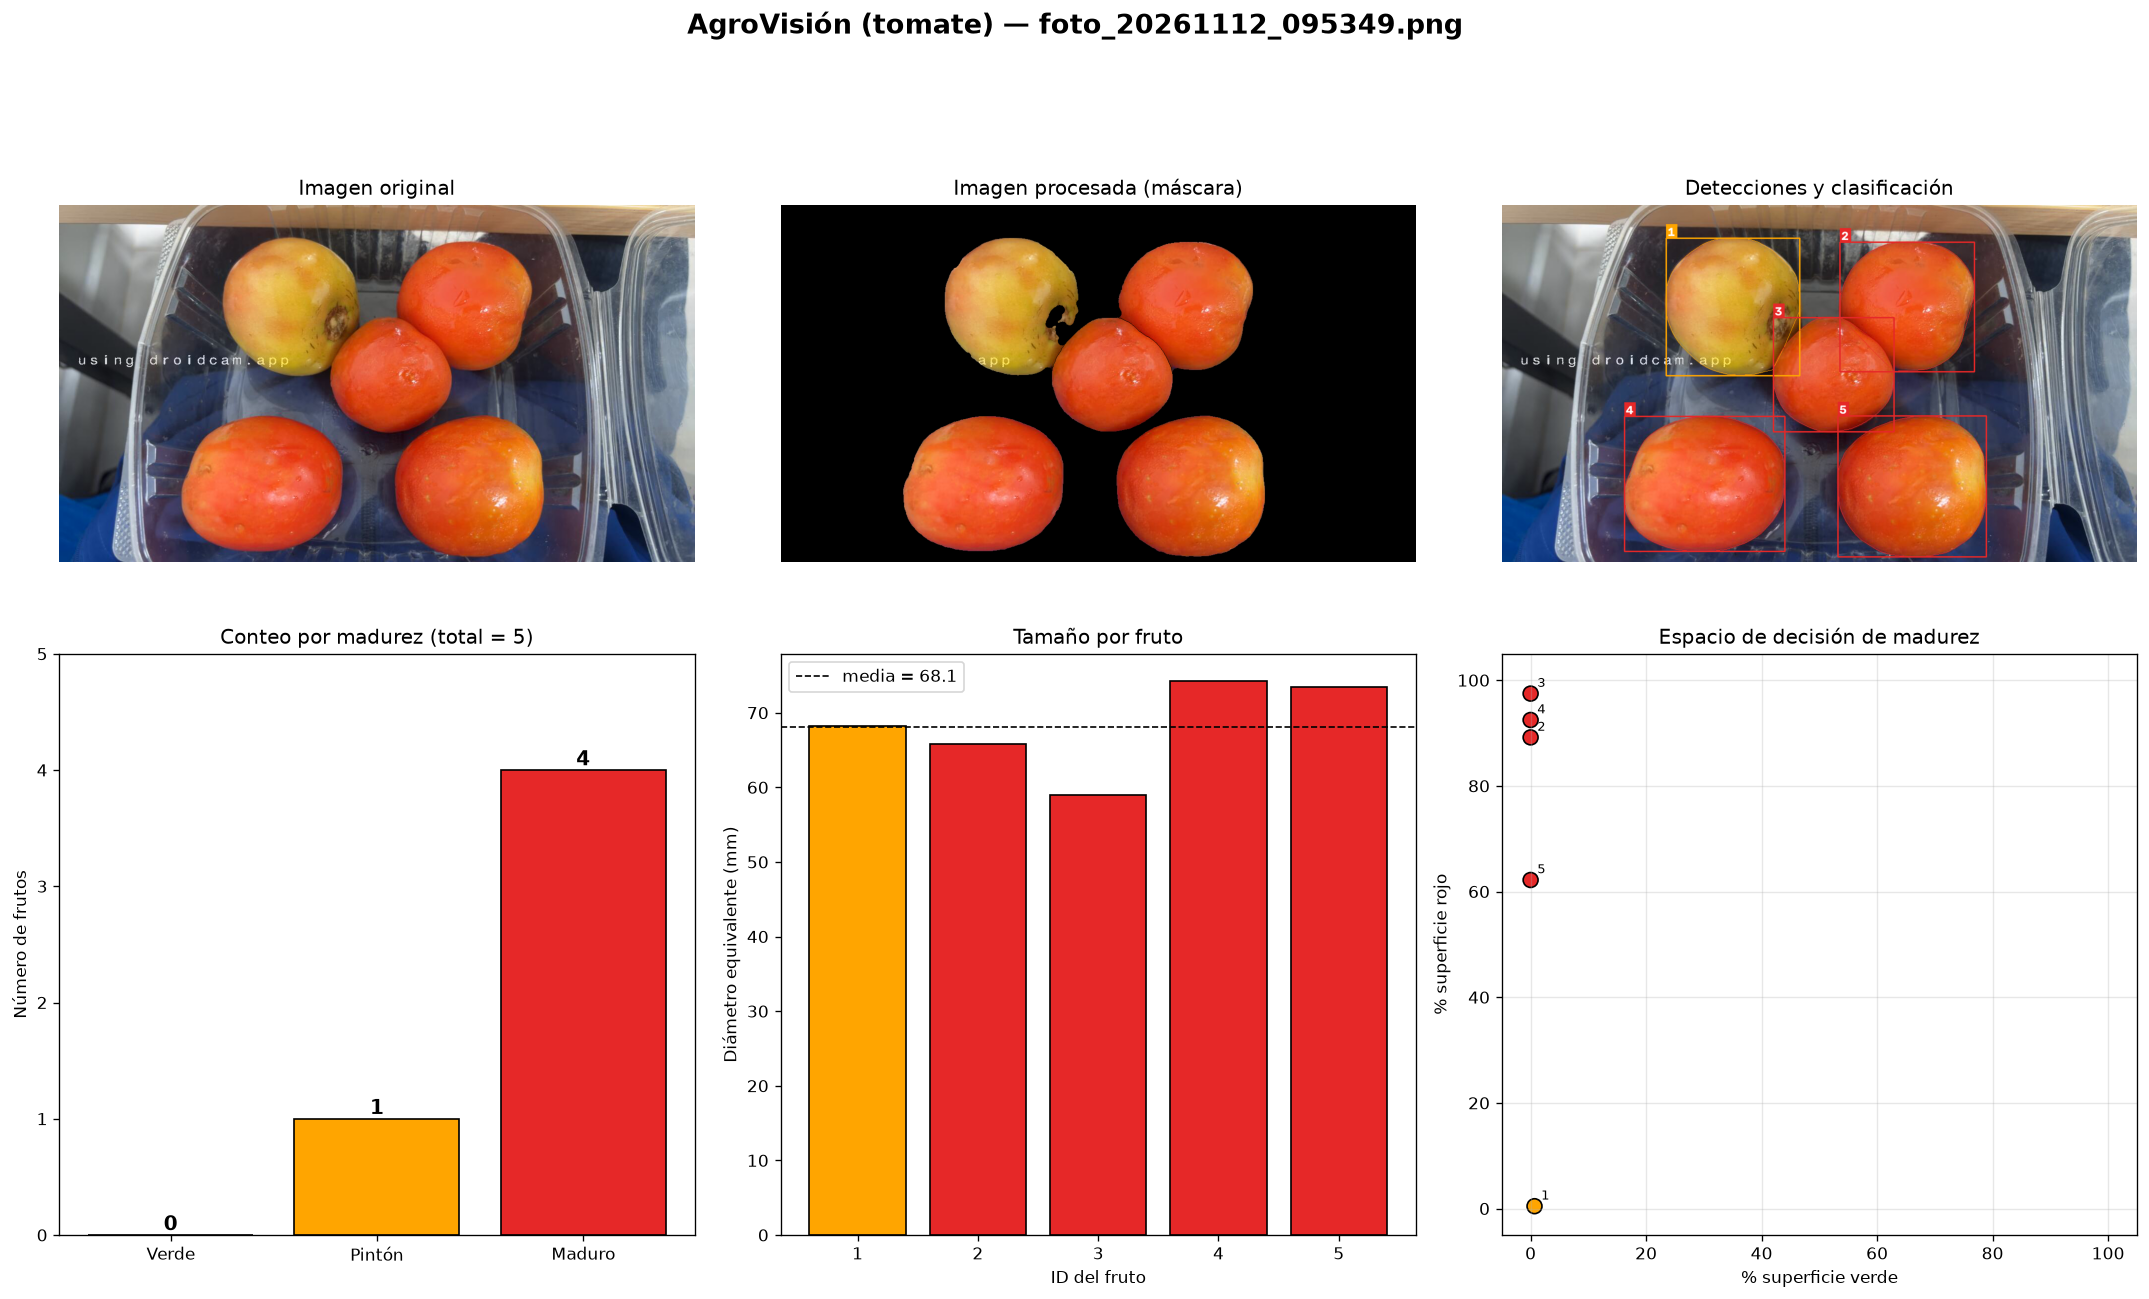 AgroVisión (tomate) — foto_20261112_095349.png
Imagen original
using droidcam.app
Imagen procesada (máscara)
app
Detecciones y clasificación
1
2
3
4
5
using droidcam.app
Conteo por madurez (total = 5)
Número de frutos
5
4
3
2
1
0
0
1
4
Verde
Pintón
Maduro
Tamaño por fruto
media = 68.1
Diámetro equivalente (mm)
70
60
50
40
30
20
10
0
1
2
3
4
5
ID del fruto
Espacio de decisión de madurez
% superficie rojo
100
80
60
40
20
0
3
4
2
5
1
0
20
40
60
80
100
% superficie verde